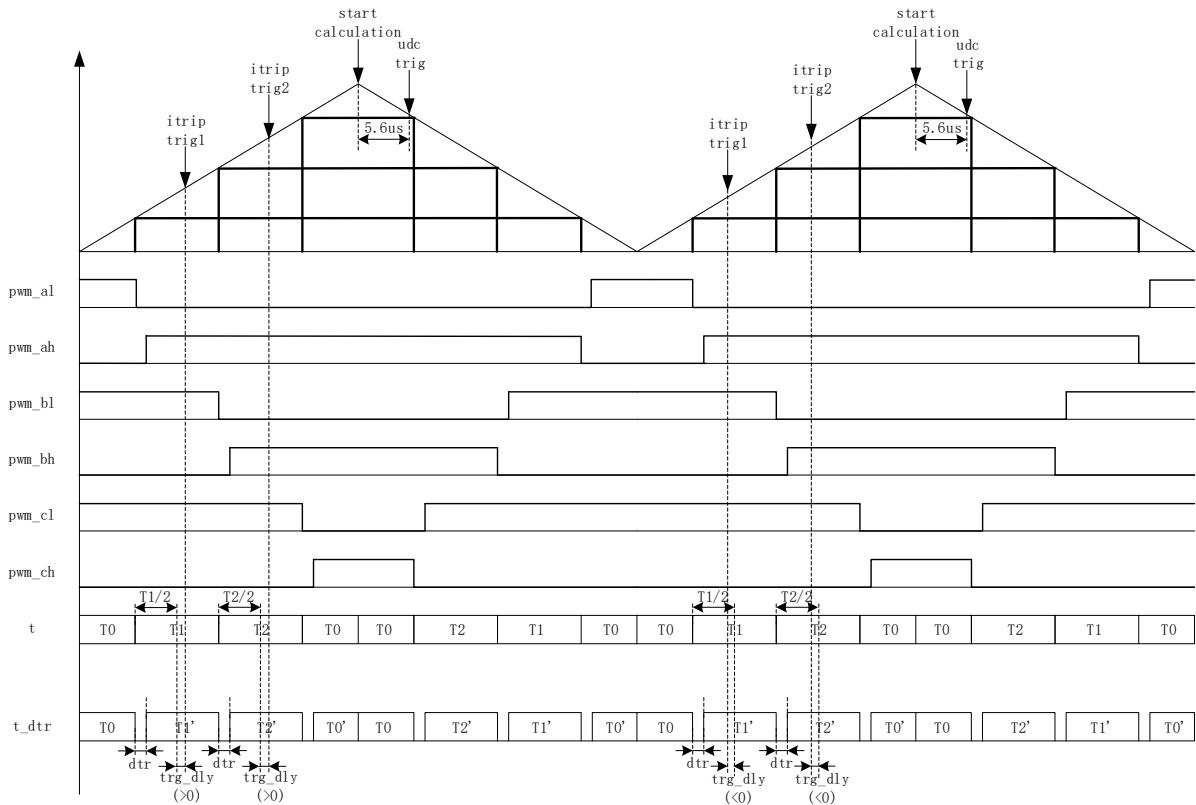 start
calculation
udc
trig
itrip
trig2
itrip
trig1
5.6us
start
calculation
udc
trig
itrip
trig2
itrip
trig1
5.6us
pwm_al
pwm_ah
pwm_bl
pwm_bh
pwm_cl
pwm_ch
T1/2 T2/2 T1/2 T2/2
t T0 T1 T2 T0 T0 T2 T1 T0 T0 T1 T2 T0 T0 T2 T1 T0
t_dtr T0 T1' T2' T0' T0 T2' T1' T0' T0 T1' T2' T0' T0 T2' T1' T0'
dtr dtr dtr dtr
trg_dly trg_dly trg_dly trg_dly
(>0) (>0) (<0) (<0)